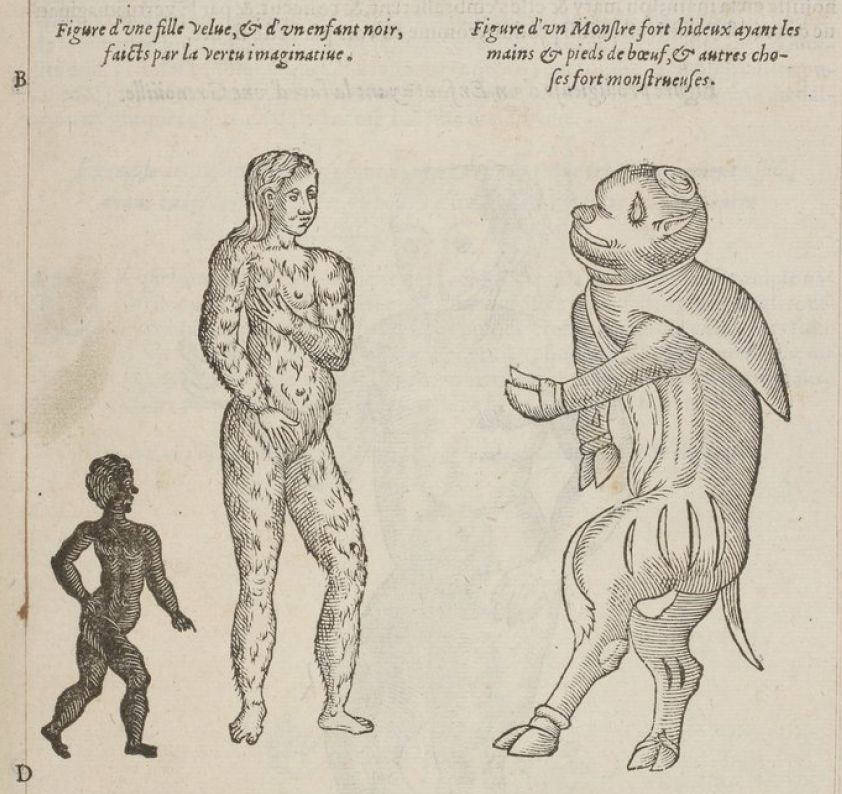 Figure d'vne fille velue, & d'vn enfant noir,
faicts par la vertu imaginatiue.
Figure d'vn Monſtre fort hideux ayant les
mains & pieds de bœuf, & autres cho-
ſes fort monſtrueuſes.
B
C
D